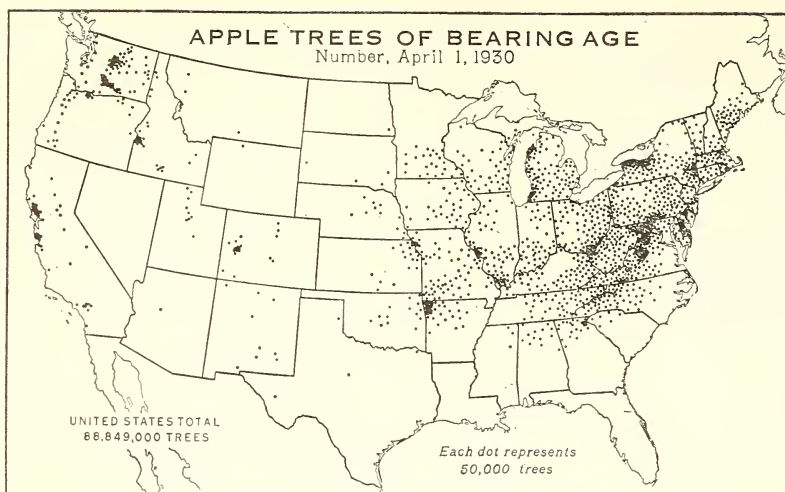 APPLE TREES OF BEARING AGE
Number, April 1, 1930
UNITED STATES TOTAL
88,849,000 TREES
Each dot represents
50,000 trees